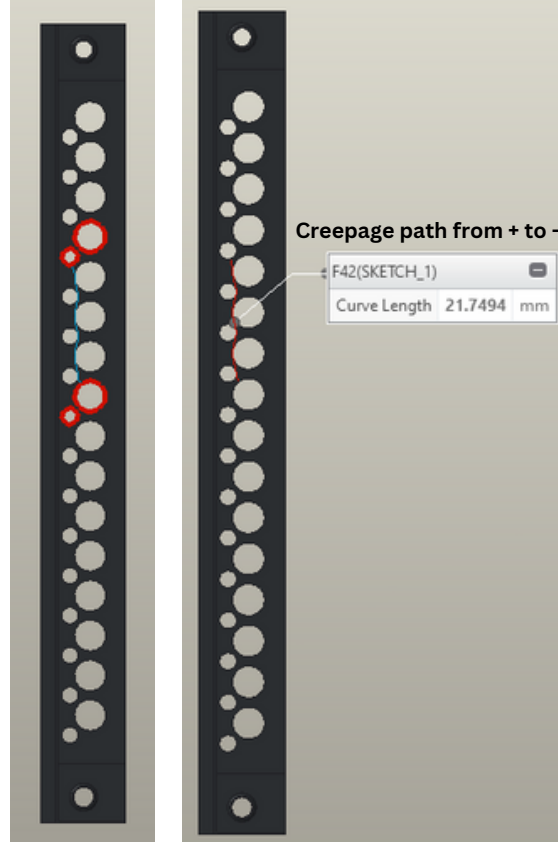 Creepage path from + to -
F42(SKETCH_1)
Curve Length 21.7494 mm